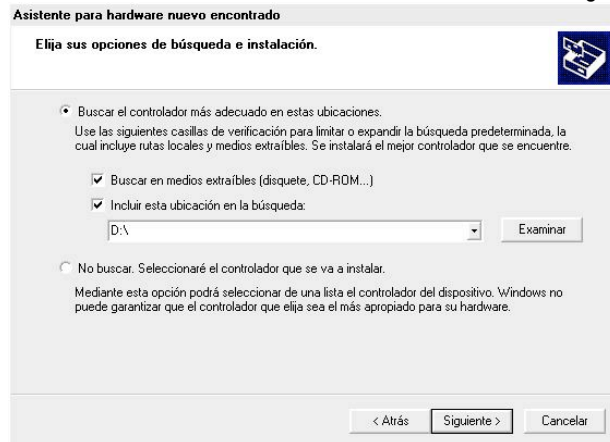 Asistente para hardware nuevo encontrado
Elija sus opciones de búsqueda e instalación.
Buscar el controlador más adecuado en estas ubicaciones.
Use las siguientes casillas de verificación para limitar o expandir la búsqueda predeterminada, la
cual incluye rutas locales y medios extraíbles. Se instalará el mejor controlador que se encuentre.
Buscar en medios extraíbles (disquete, CD-ROM...)
Incluir esta ubicación en la búsqueda:
D:\
Examinar
No buscar. Seleccionaré el controlador que se va a instalar.
Mediante esta opción podrá seleccionar de una lista el controlador del dispositivo. Windows no
puede garantizar que el controlador que elija sea el más apropiado para su hardware.
< Atrás
Siguiente >
Cancelar